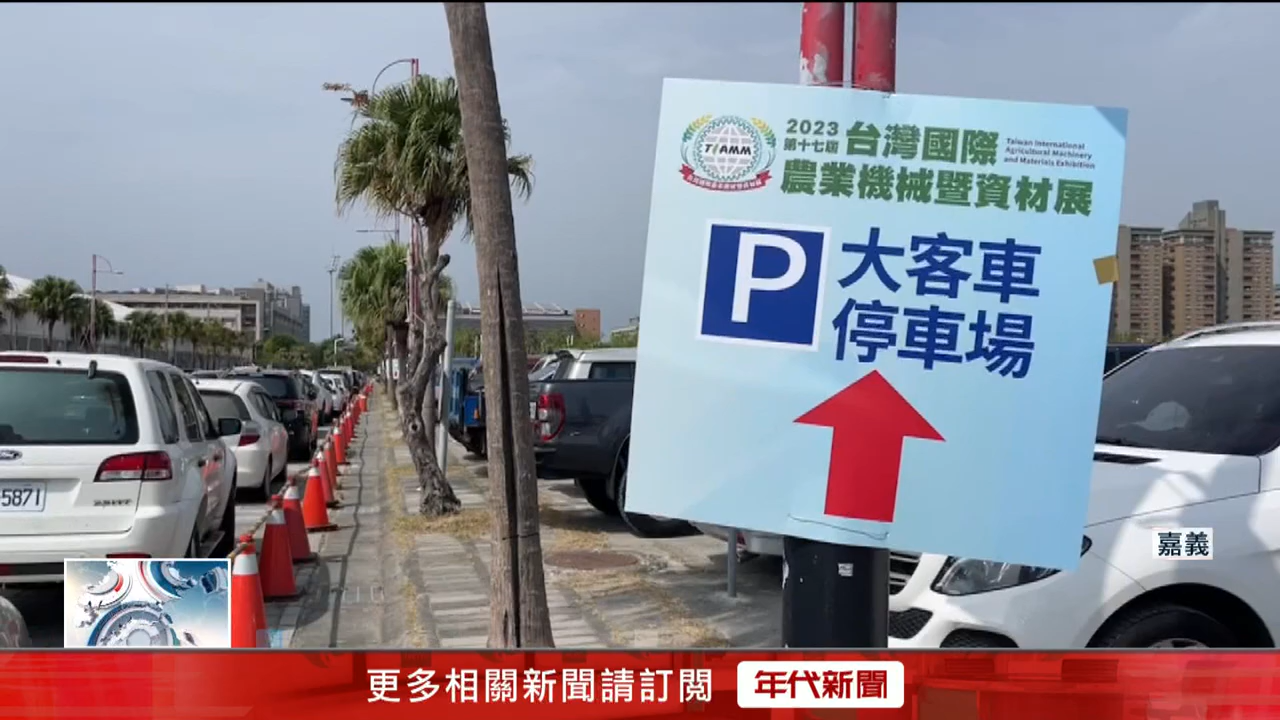 2023
第十七屆
台灣國際
農業機械暨資材展
Taiwan International
Agricultural Machinery
and Materials Exhibition
TIAMM
P
大客車
停車場
5871
嘉義
更多相關新聞請訂閱
年代新聞